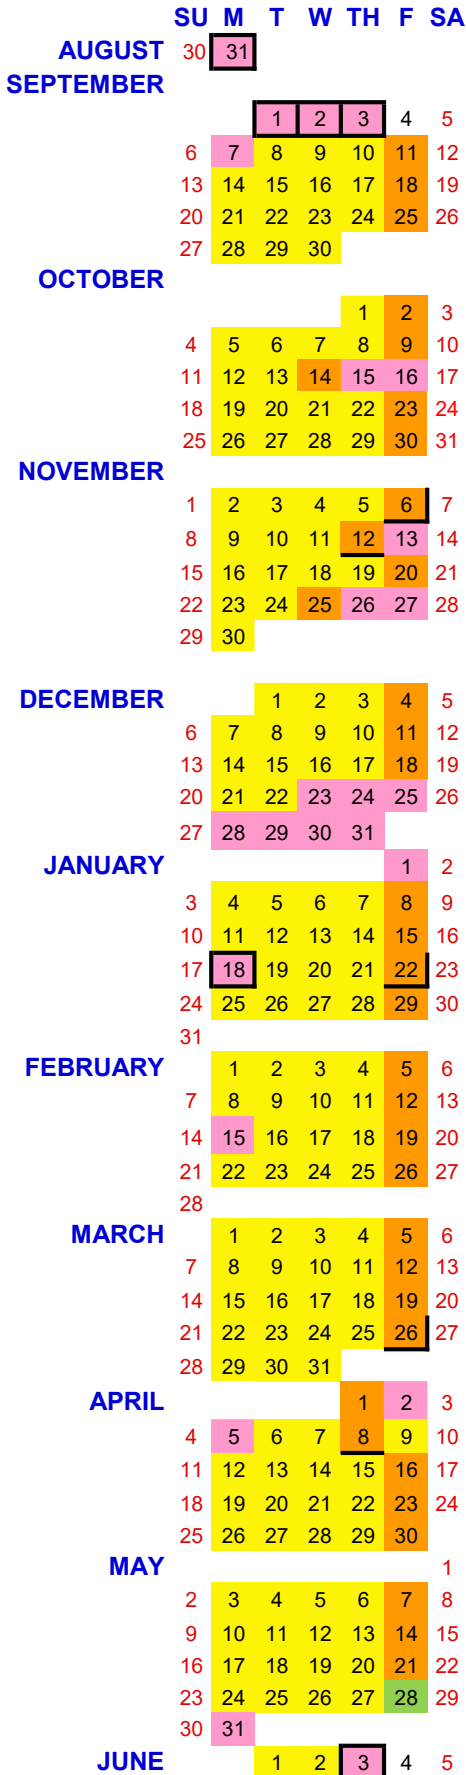 SU M T W TH F SA
AUGUST 30 31
SEPTEMBER
1 2 3 4 5
6 7 8 9 10 11 12
13 14 15 16 17 18 19
20 21 22 23 24 25 26
27 28 29 30
OCTOBER
1 2 3
4 5 6 7 8 9 10
11 12 13 14 15 16 17
18 19 20 21 22 23 24
25 26 27 28 29 30 31
NOVEMBER
1 2 3 4 5 6 7
8 9 10 11 12 13 14
15 16 17 18 19 20 21
22 23 24 25 26 27 28
29 30
DECEMBER 1 2 3 4 5
6 7 8 9 10 11 12
13 14 15 16 17 18 19
20 21 22 23 24 25 26
27 28 29 30 31
JANUARY 1 2
3 4 5 6 7 8 9
10 11 12 13 14 15 16
17 18 19 20 21 22 23
24 25 26 27 28 29 30
31
FEBRUARY 1 2 3 4 5 6
7 8 9 10 11 12 13
14 15 16 17 18 19 20
21 22 23 24 25 26 27
28
MARCH 1 2 3 4 5 6
7 8 9 10 11 12 13
14 15 16 17 18 19 20
21 22 23 24 25 26 27
28 29 30 31
APRIL 1 2 3
4 5 6 7 8 9 10
11 12 13 14 15 16 17
18 19 20 21 22 23 24
25 26 27 28 29 30
MAY 1
2 3 4 5 6 7 8
9 10 11 12 13 14 15
16 17 18 19 20 21 22
23 24 25 26 27 28 29
30 31
JUNE 1 2 3 4 5